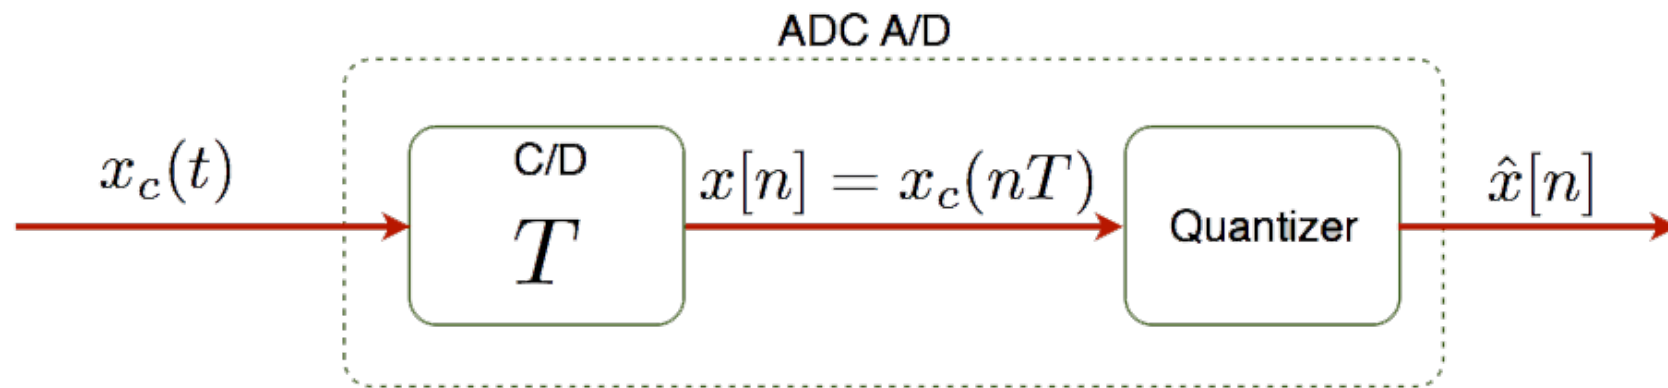 ADC A/D
x_c(t)
C/D
T
x[n] = x_c(nT)
Quantizer
x̂[n]